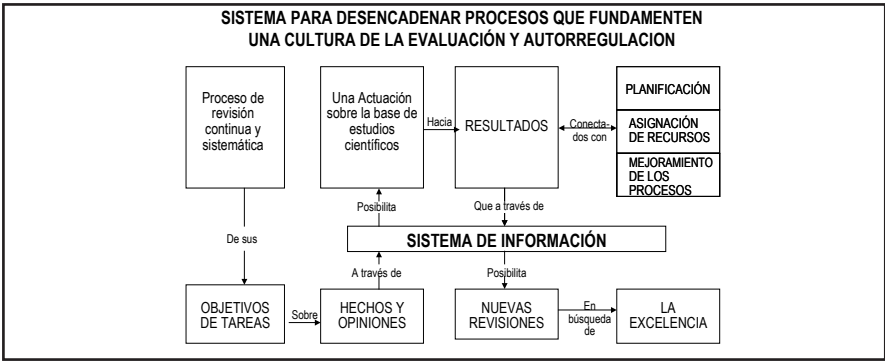 SISTEMA PARA DESENCADENAR PROCESOS QUE FUNDAMENTEN
UNA CULTURA DE LA EVALUACIÓN Y AUTORREGULACION
Proceso de
revisión
continua y
sistemática
Una Actuación
sobre la base de
estudios
científicos
Hacia
RESULTADOS
Conecta-
dos con
PLANIFICACIÓN
ASIGNACIÓN
DE RECURSOS
MEJORAMIENTO
DE LOS
PROCESOS
Posibilita
Que a través de
De sus
SISTEMA DE INFORMACIÓN
A través de
Posibilita
OBJETIVOS
DE TAREAS
Sobre
HECHOS Y
OPINIONES
NUEVAS
REVISIONES
En
búsqueda
de
LA
EXCELENCIA